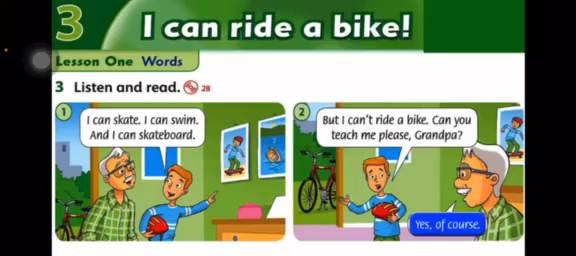 3 I can ride a bike!
Lesson One Words
3 Listen and read. 28
1
I can skate. I can swim.
And I can skateboard.
2
But I can't ride a bike. Can you
teach me please, Grandpa?
Yes, of course.